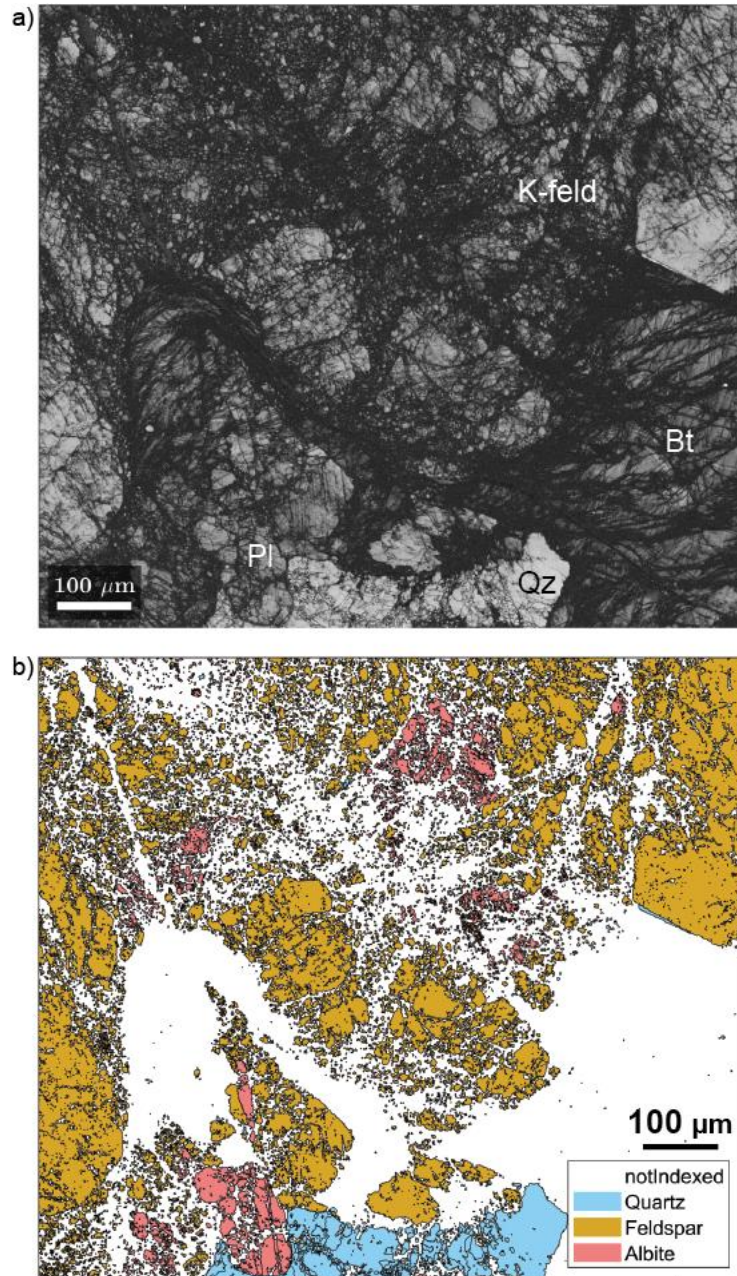 a)
K-feld
Bt
Pl
Qz
100 µm
b)
100 µm
notIndexed
Quartz
Feldspar
Albite